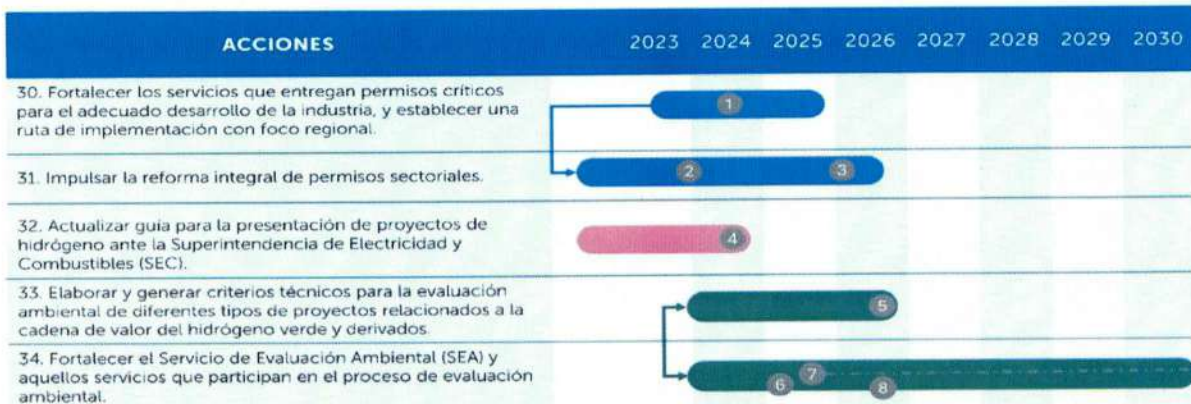 ACCIONES 2023 2024 2025 2026 2027 2028 2029 2030
30. Fortalecer los servicios que entregan permisos críticos
para el adecuado desarrollo de la industria, y establecer una
ruta de implementación con foco regional.
1
31. Impulsar la reforma integral de permisos sectoriales.
2 3
32. Actualizar guía para la presentación de proyectos de
hidrógeno ante la Superintendencia de Electricidad y
Combustibles (SEC).
4
33. Elaborar y generar criterios técnicos para la evaluación
ambiental de diferentes tipos de proyectos relacionados a la
cadena de valor del hidrógeno verde y derivados.
5
34. Fortalecer el Servicio de Evaluación Ambiental (SEA) y
aquellos servicios que participan en el proceso de evaluación
ambiental.
6 7 8